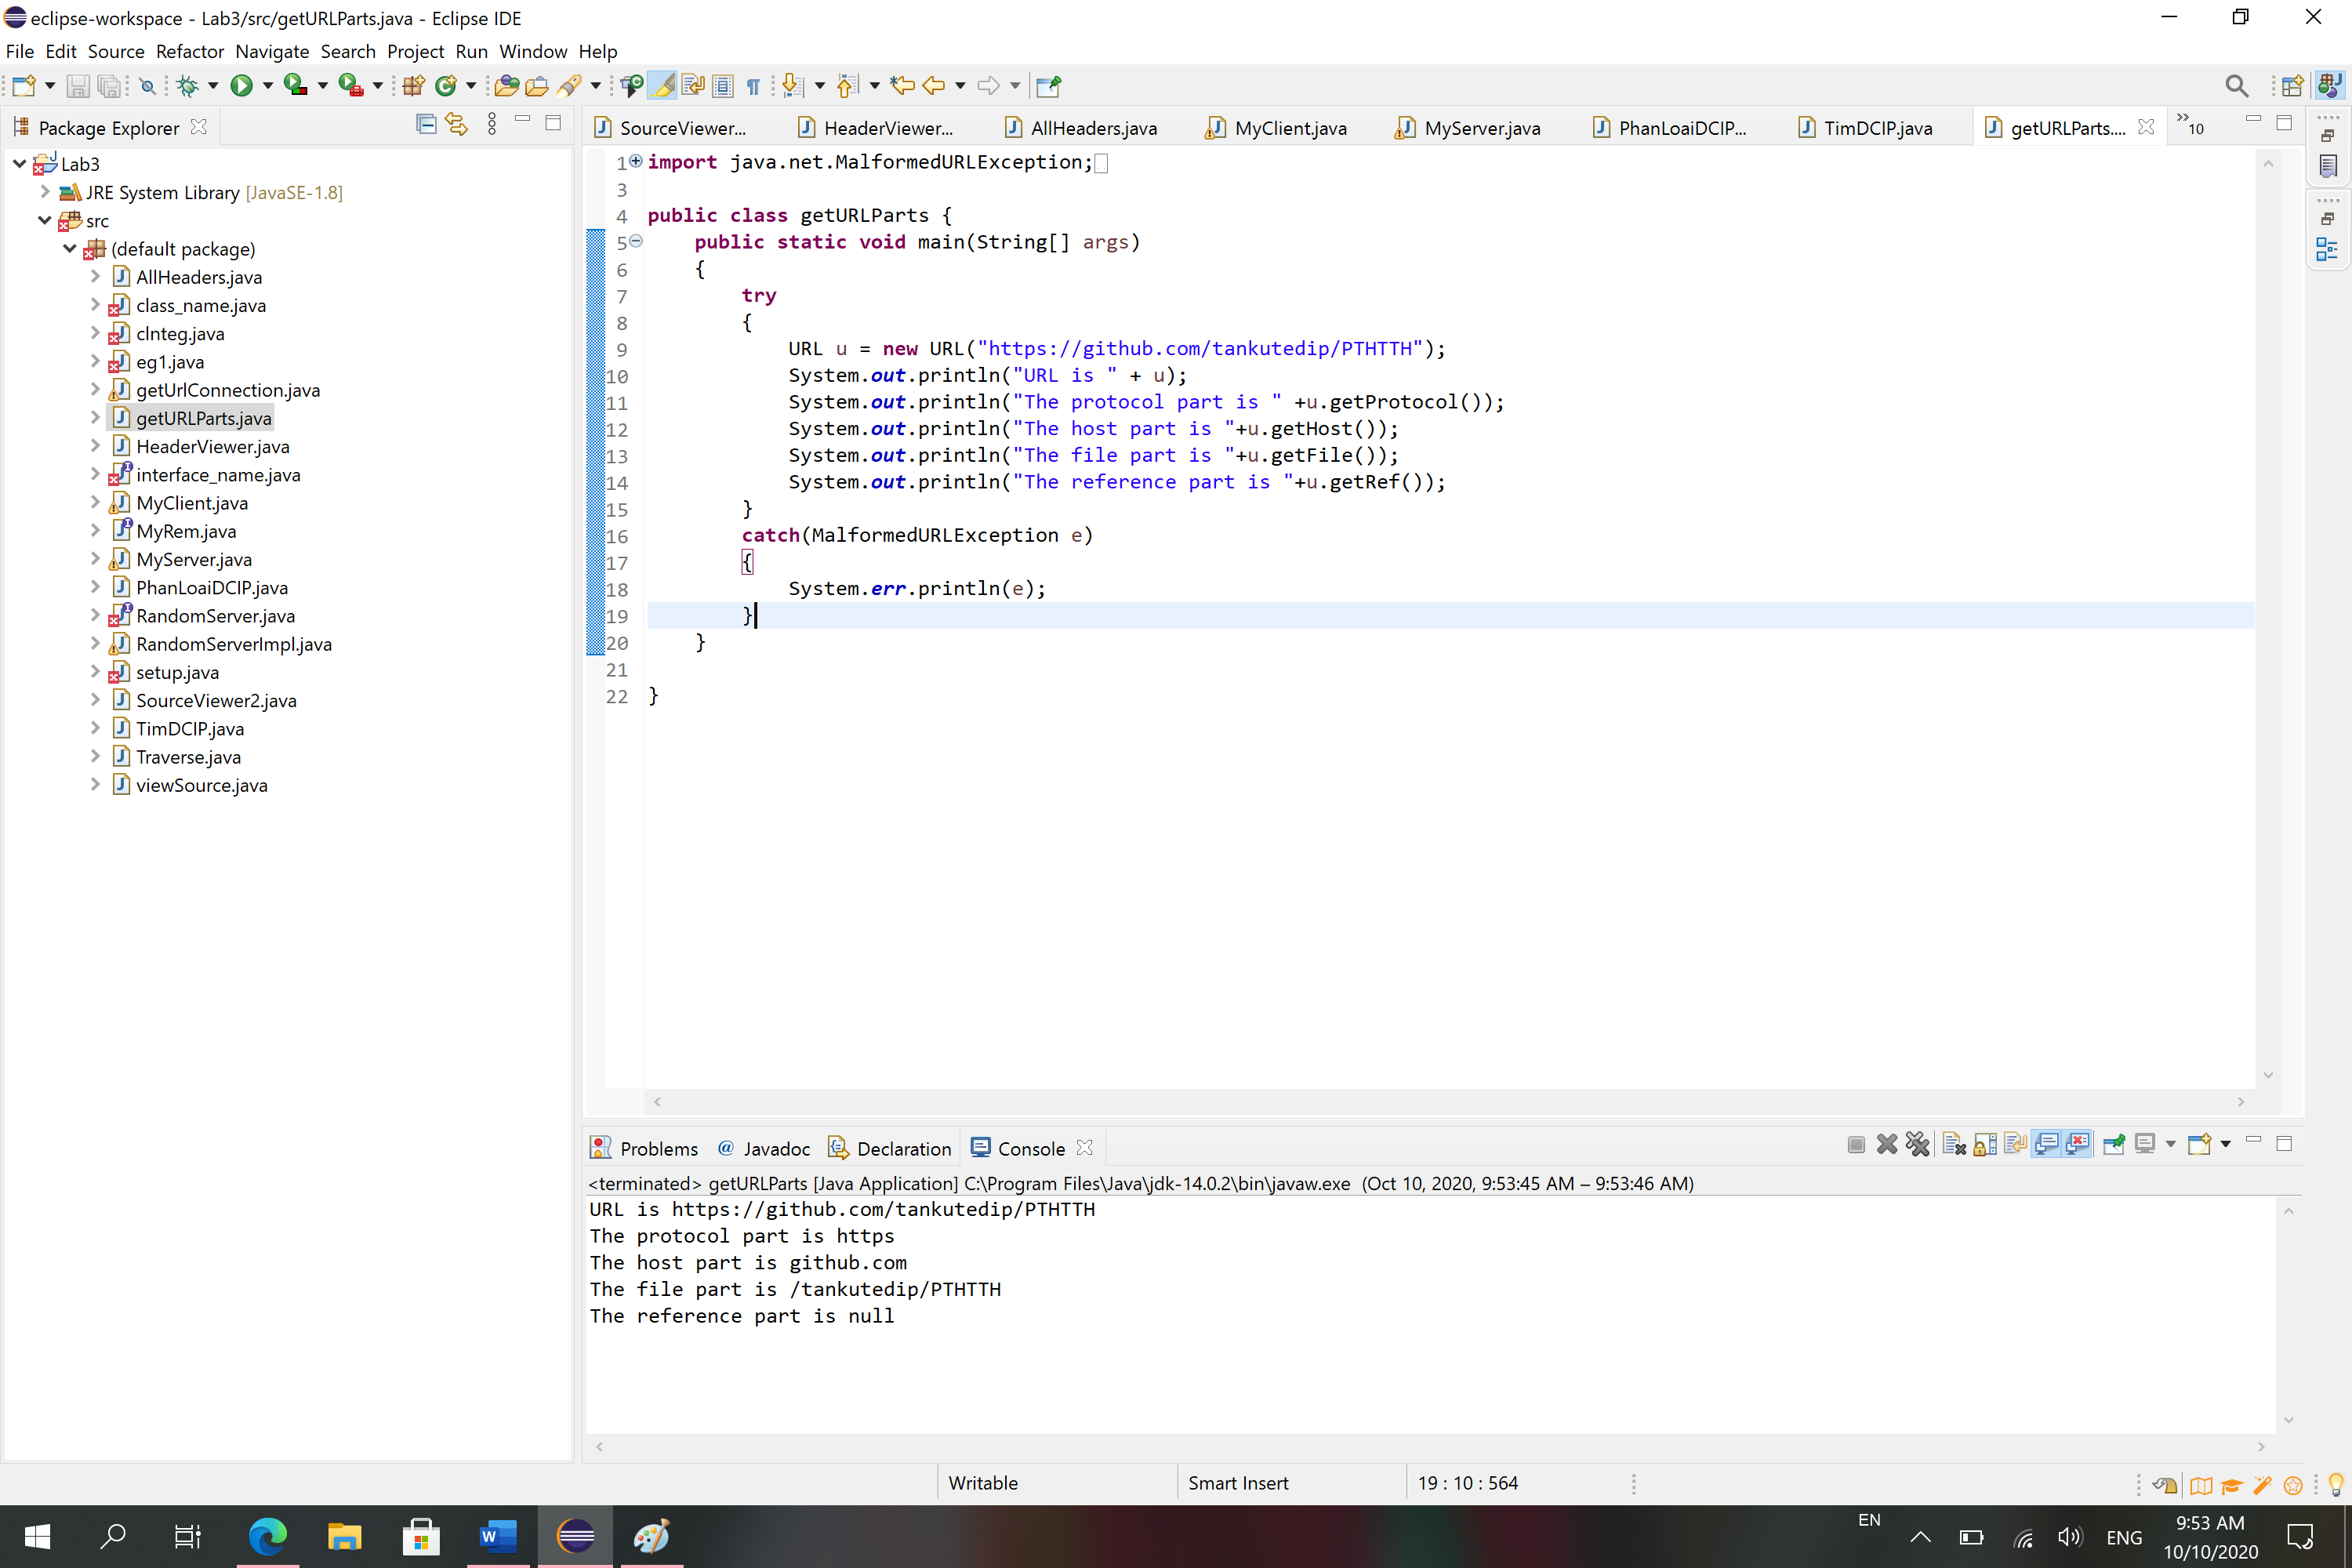 eclipse-workspace - Lab3/src/getURLParts.java - Eclipse IDE
File Edit Source Refactor Navigate Search Project Run Window Help
Package Explorer
SourceViewer... HeaderViewer... AllHeaders.java MyClient.java MyServer.java PhanLoaiDCIP... TimDCIP.java getURLParts.... »10
Lab3
JRE System Library [JavaSE-1.8]
src
(default package)
AllHeaders.java
class_name.java
clnteg.java
eg1.java
getUrlConnection.java
getURLParts.java
HeaderViewer.java
interface_name.java
MyClient.java
MyRem.java
MyServer.java
PhanLoaiDCIP.java
RandomServer.java
RandomServerImpl.java
setup.java
SourceViewer2.java
TimDCIP.java
Traverse.java
viewSource.java
1 import java.net.MalformedURLException;
3
4 public class getURLParts {
5 public static void main(String[] args)
6 {
7 try
8 {
9 URL u = new URL("https://github.com/tankutedip/PTHTTH");
10 System.out.println("URL is " + u);
11 System.out.println("The protocol part is " +u.getProtocol());
12 System.out.println("The host part is "+u.getHost());
13 System.out.println("The file part is "+u.getFile());
14 System.out.println("The reference part is "+u.getRef());
15 }
16 catch(MalformedURLException e)
17 {
18 System.err.println(e);
19 }
20 }
21
22 }
Problems @ Javadoc Declaration Console
<terminated> getURLParts [Java Application] C:\Program Files\Java\jdk-14.0.2\bin\javaw.exe (Oct 10, 2020, 9:53:45 AM – 9:53:46 AM)
URL is https://github.com/tankutedip/PTHTTH
The protocol part is https
The host part is github.com
The file part is /tankutedip/PTHTTH
The reference part is null
Writable Smart Insert 19 : 10 : 564
EN
ENG
9:53 AM
10/10/2020